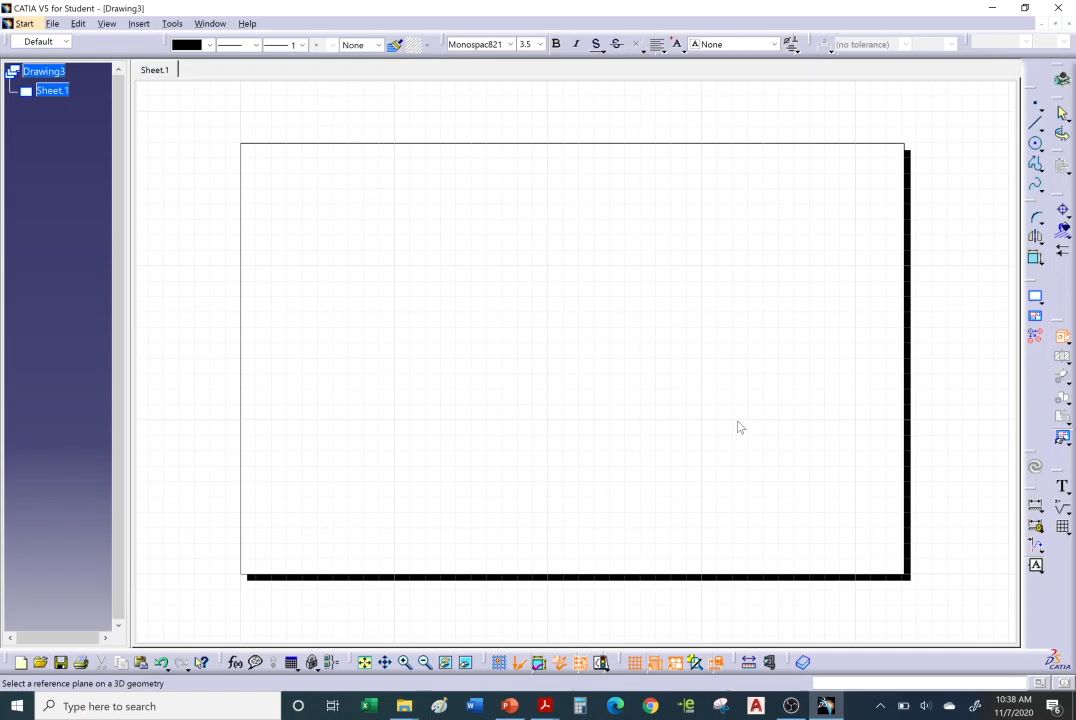 CATIA V5 for Student - [Drawing3]
Start File Edit View Insert Tools Window Help
Default 1 None Monospac821 3.5 B I S S A A None (no tolerance)
Drawing3
Sheet.1
Sheet.1
T
A
f(x)
CATIA
Select a reference plane on a 3D geometry
Type here to search
10:38 AM
11/7/2020
6